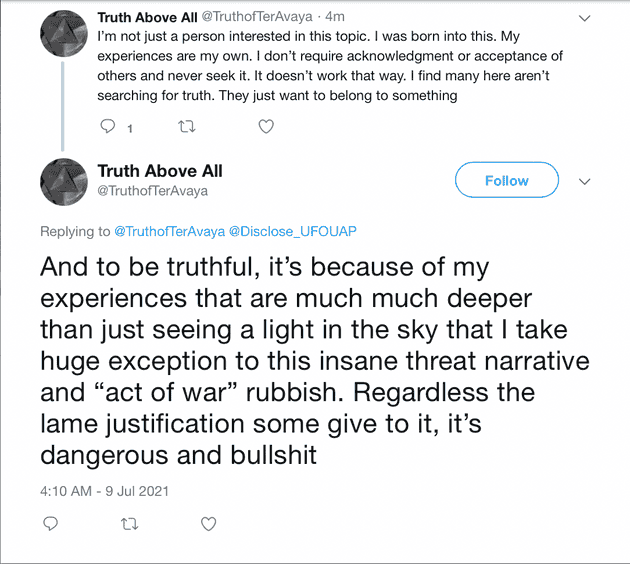 Truth Above All @TruthofTerAvaya · 4m
I'm not just a person interested in this topic. I was born into this. My
experiences are my own. I don't require acknowledgment or acceptance of
others and never seek it. It doesn't work that way. I find many here aren't
searching for truth. They just want to belong to something
1
Truth Above All
@TruthofTerAvaya
Follow
Replying to @TruthofTerAvaya @Disclose_UFOUAP
And to be truthful, it's because of my
experiences that are much much deeper
than just seeing a light in the sky that I take
huge exception to this insane threat narrative
and “act of war” rubbish. Regardless the
lame justification some give to it, it's
dangerous and bullshit
4:10 AM - 9 Jul 2021